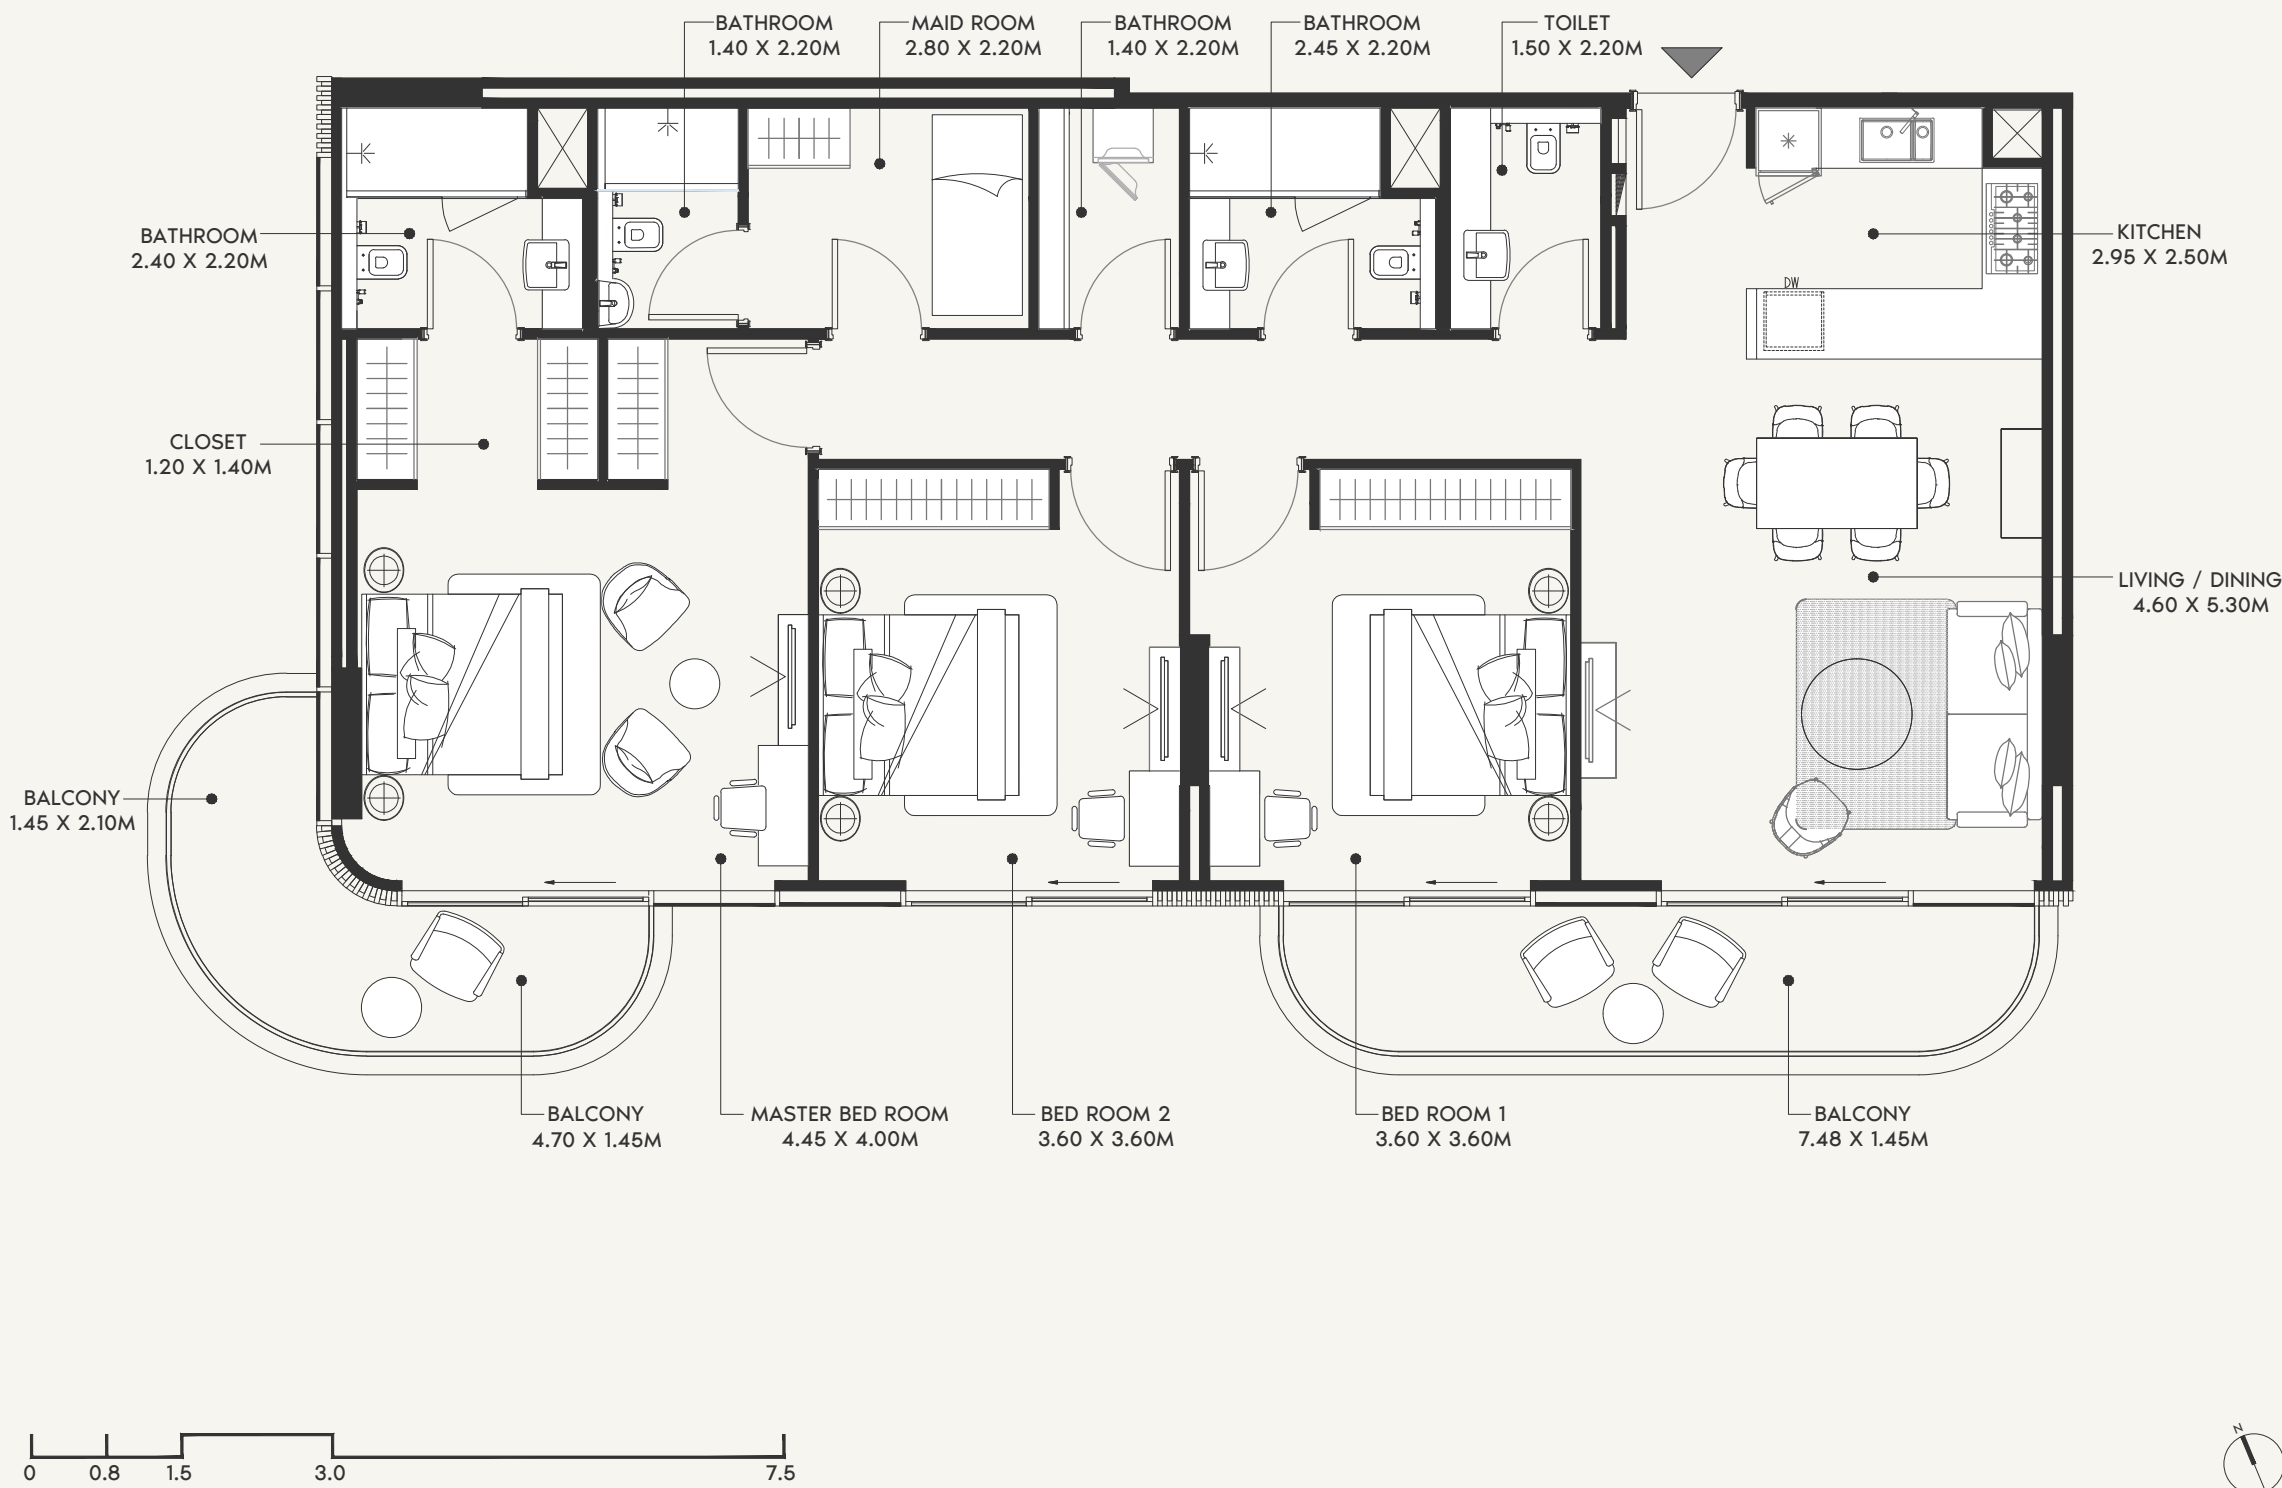 BATHROOM
1.40 X 2.20M
MAID ROOM
2.80 X 2.20M
BATHROOM
1.40 X 2.20M
BATHROOM
2.45 X 2.20M
TOILET
1.50 X 2.20M
BATHROOM
2.40 X 2.20M
KITCHEN
2.95 X 2.50M
DW
CLOSET
1.20 X 1.40M
LIVING / DINING
4.60 X 5.30M
BALCONY
1.45 X 2.10M
BALCONY
4.70 X 1.45M
MASTER BED ROOM
4.45 X 4.00M
BED ROOM 2
3.60 X 3.60M
BED ROOM 1
3.60 X 3.60M
BALCONY
7.48 X 1.45M
0 0.8 1.5 3.0 7.5
N